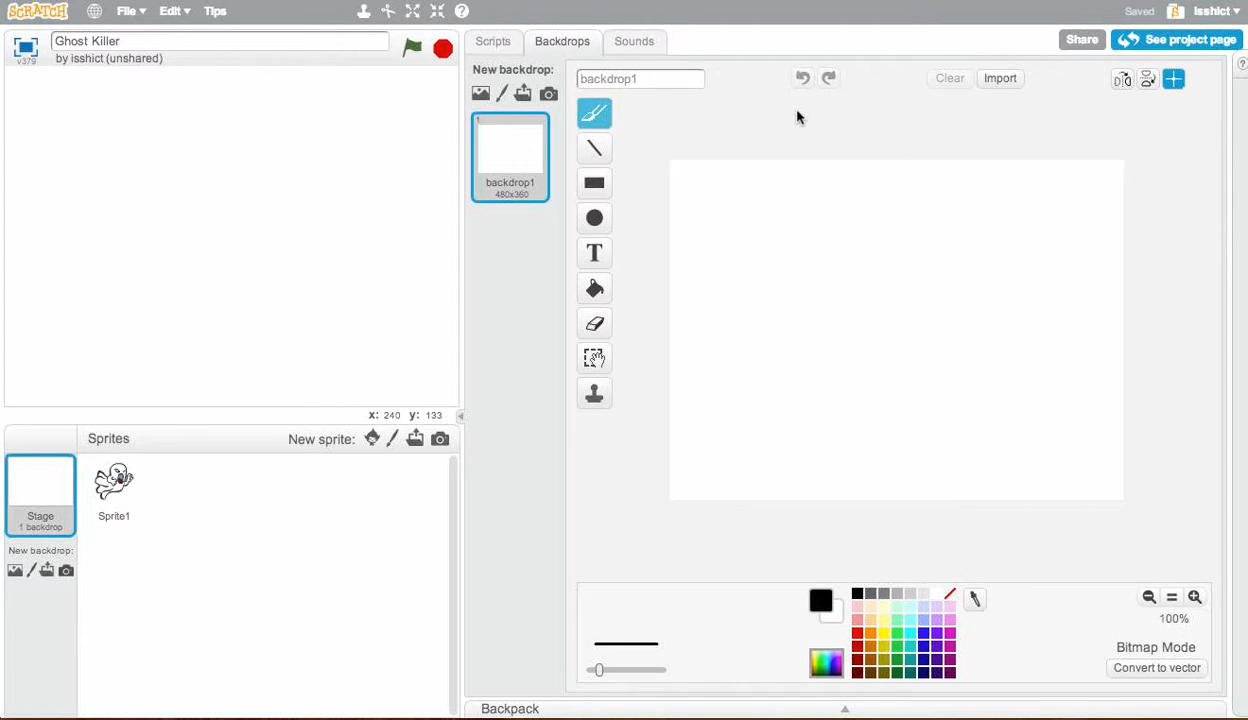 SCRATCH File Edit Tips Saved isshict
Ghost Killer
v379 by isshict (unshared)
Scripts Backdrops Sounds Share See project page
New backdrop:
backdrop1 Clear Import
1
backdrop1
480x360
T
x: 240 y: 133
Sprites New sprite:
Stage
1 backdrop
Sprite1
New backdrop:
100%
Bitmap Mode
Convert to vector
Backpack